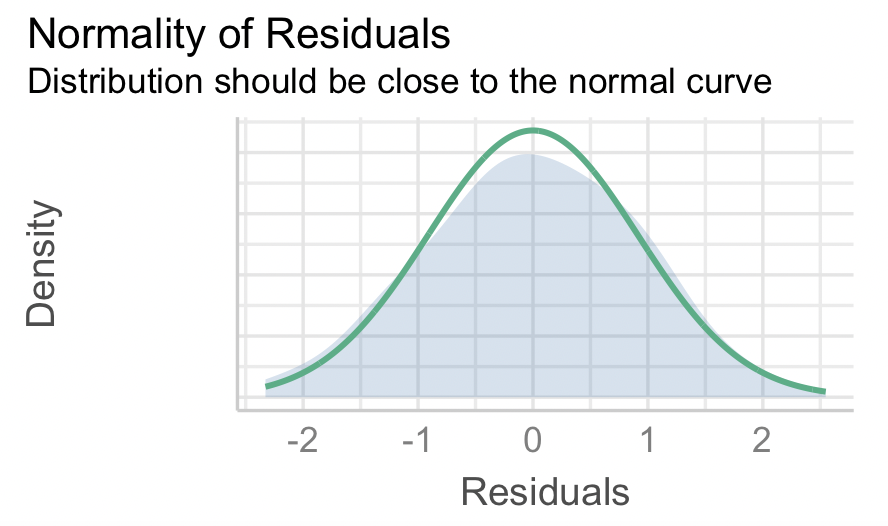 Normality of Residuals
Distribution should be close to the normal curve
Density
-2 -1 0 1 2
Residuals